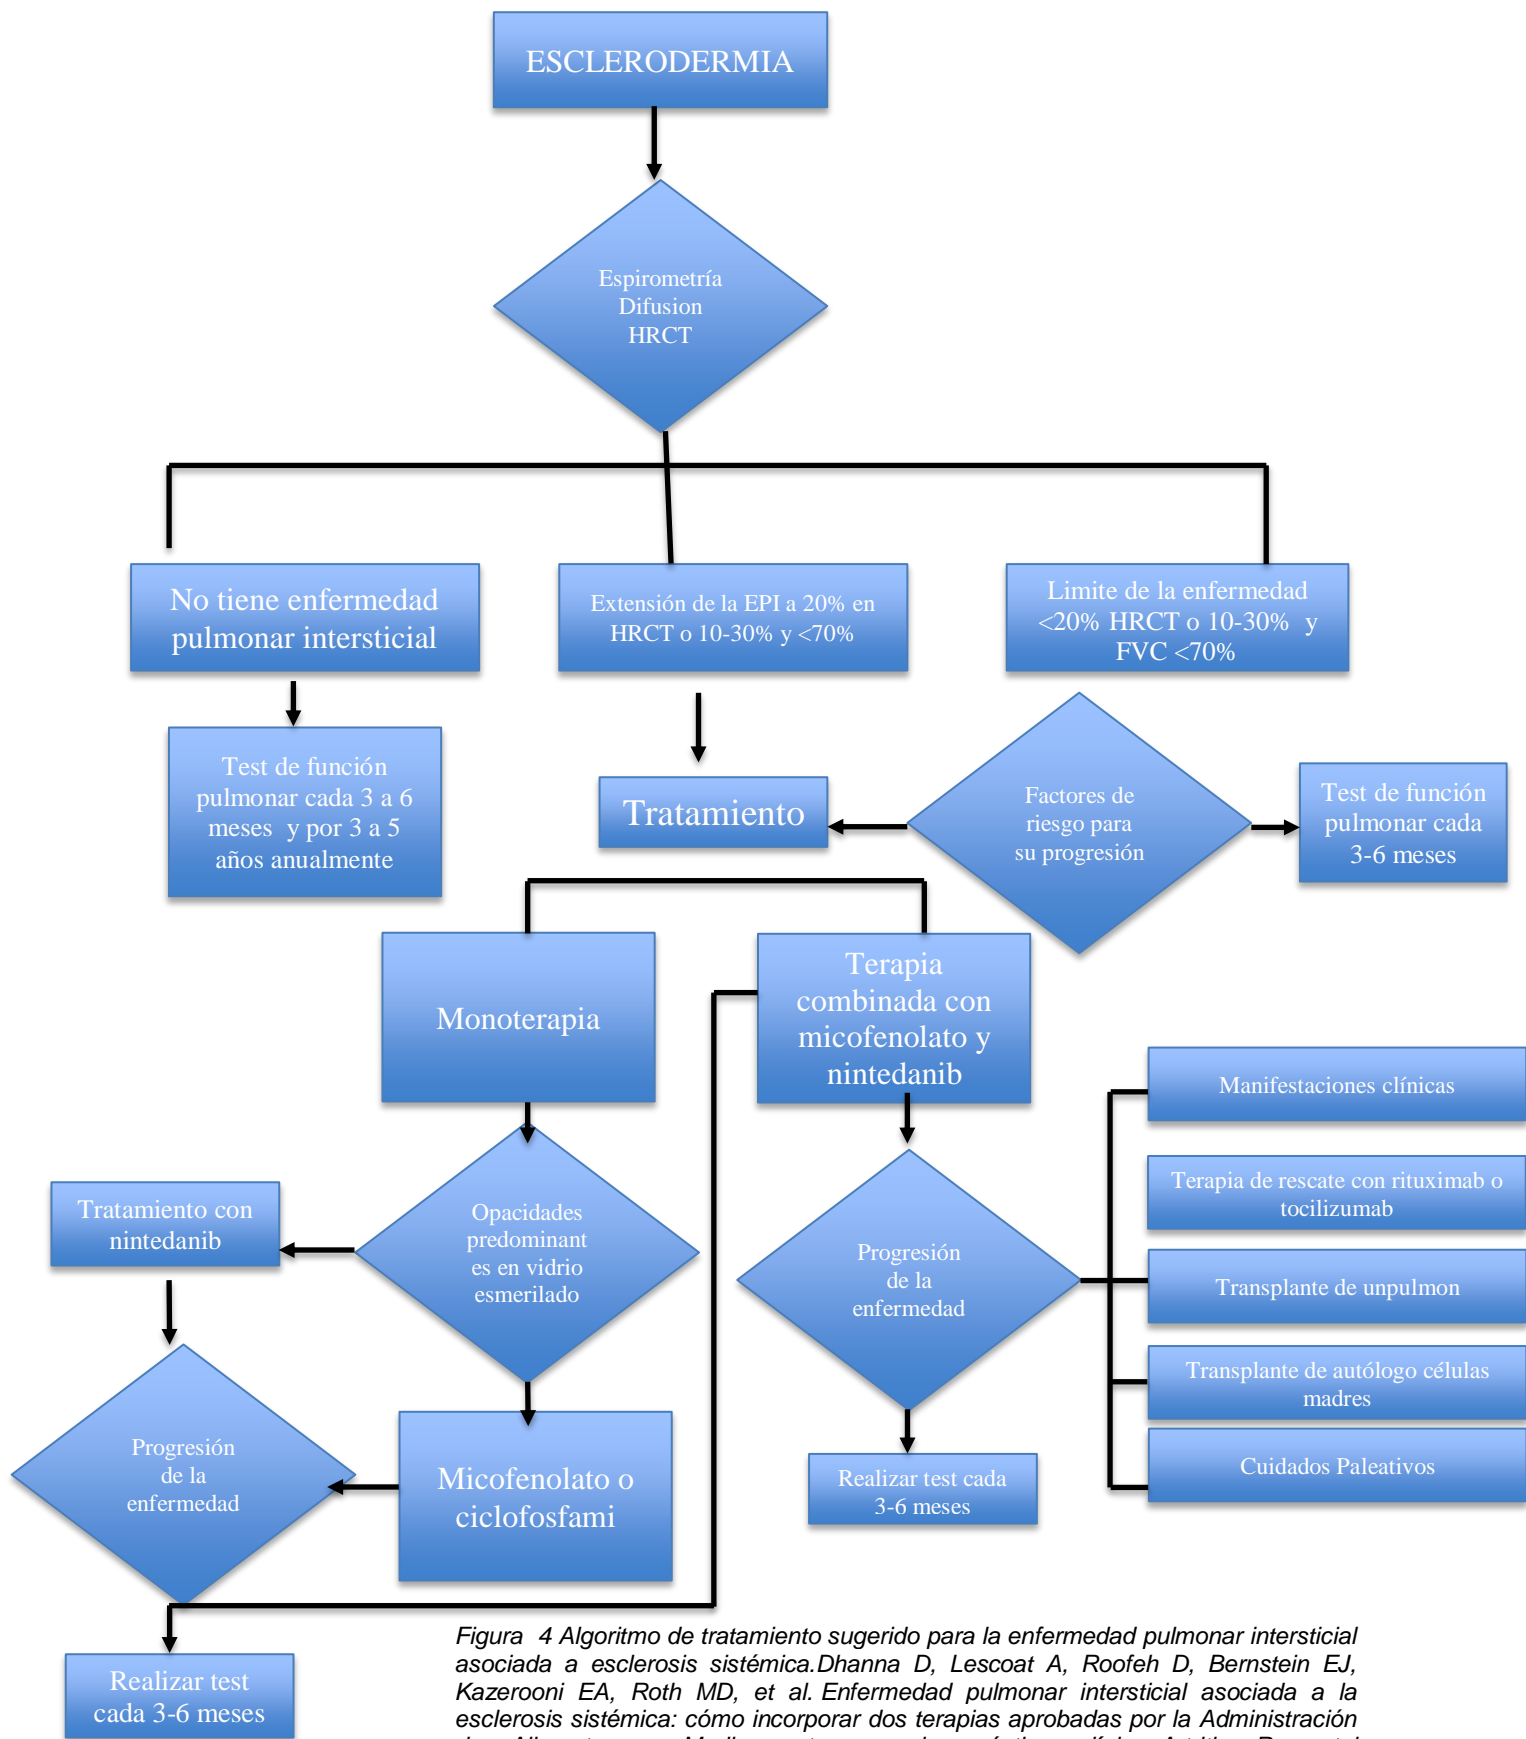 ESCLERODERMIA
Espirometría
Difusion
HRCT
No tiene enfermedad
pulmonar intersticial
Extensión de la EPI a 20% en
HRCT o 10-30% y <70%
Limite de la enfermedad
<20% HRCT o 10-30% y
FVC <70%
Test de función
pulmonar cada 3 a 6
meses y por 3 a 5
años anualmente
Tratamiento
Factores de
riesgo para
su progresión
Test de función
pulmonar cada
3-6 meses
Monoterapia
Terapia
combinada con
micofenolato y
nintedanib
Manifestaciones clínicas
Terapia de rescate con rituximab o
tocilizumab
Transplante de unpulmon
Transplante de autólogo células
madres
Cuidados Paleativos
Tratamiento con
nintedanib
Opacidades
predominant
es en vidrio
esmerilado
Progresión
de la
enfermedad
Progresión
de la
enfermedad
Micofenolato o
ciclofosfami
Realizar test cada
3-6 meses
Realizar test
cada 3-6 meses
Figura 4 Algoritmo de tratamiento sugerido para la enfermedad pulmonar intersticial
asociada a esclerosis sistémica.Dhanna D, Lescoat A, Roofeh D, Bernstein EJ,
Kazerooni EA, Roth MD, et al. Enfermedad pulmonar intersticial asociada a la
esclerosis sistémica: cómo incorporar dos terapias aprobadas por la Administración